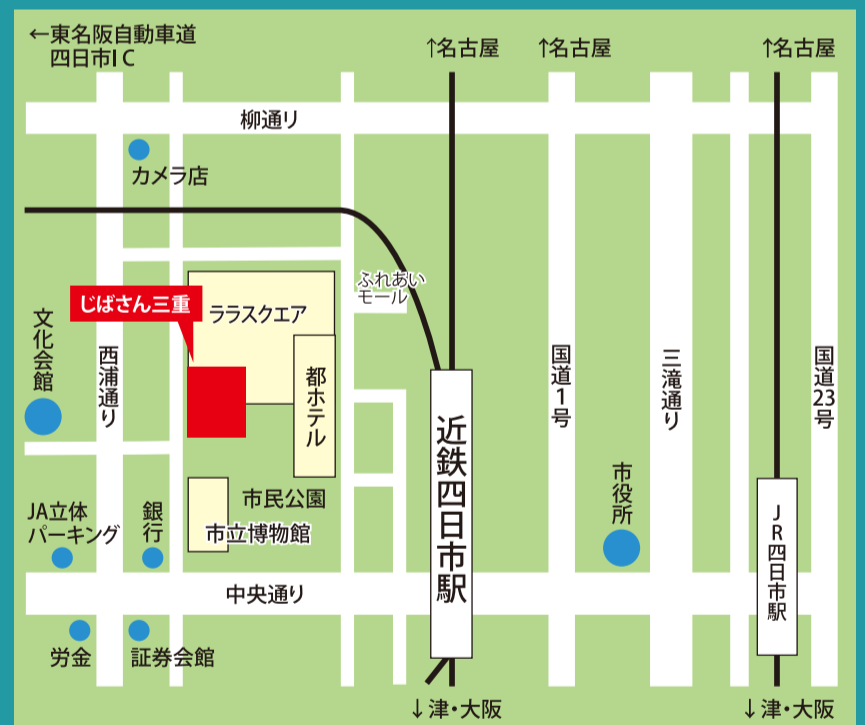 ←東名阪自動車道
四日市IC
↑名古屋
↑名古屋
↑名古屋
柳通り
カメラ店
ふれあい
モール
じばさん三重
ララスクエア
文化会館
西浦通り
都ホテル
国道1号
三滝通り
国道23号
近鉄四日市駅
市役所
JR四日市駅
JA立体
パーキング
銀行
市民公園
市立博物館
中央通り
労金
証券会館
↓津・大阪
↓津・大阪